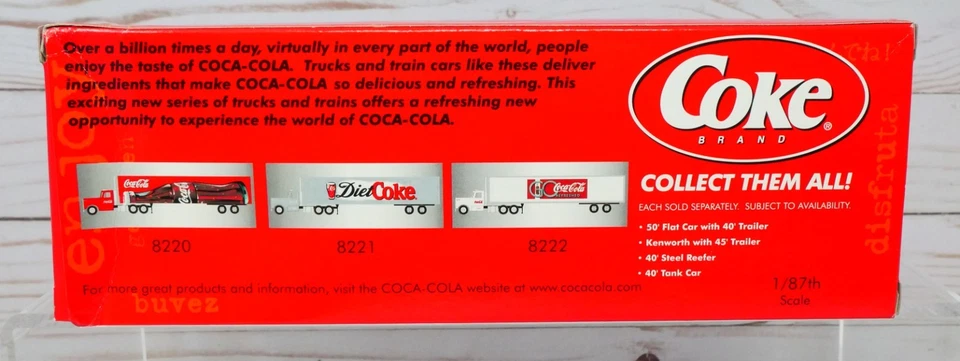 Over a billion times a day, virtually in every part of the world, people
enjoy the taste of COCA-COLA. Trucks and train cars like these deliver
ingredients that make COCA-COLA so delicious and refreshing. This
exciting new series of trucks and trains offers a refreshing new
opportunity to experience the world of COCA-COLA.
enjoy
Coca-Cola
Diet Coke
Coca-Cola
8220
8221
8222
For more great products and information, visit the COCA-COLA website at www.cocacola.com
buvez
Coke
®
BRAND
COLLECT THEM ALL!
EACH SOLD SEPARATELY. SUBJECT TO AVAILABILITY.
• 50' Flat Car with 40' Trailer
• Kenworth with 45' Trailer
• 40' Steel Reefer
• 40' Tank Car
1/87th
Scale
disfruta